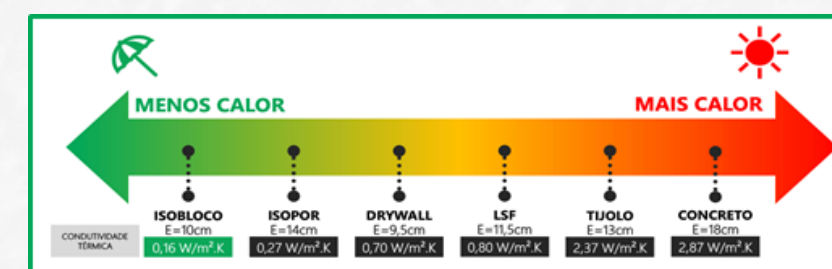 MENOS CALOR
MAIS CALOR
ISOBLOCO
E=10cm
0,16 W/m².K
ISOPOR
E=14cm
0,27 W/m².K
DRYWALL
E=9,5cm
0,70 W/m².K
LSF
E=11,5cm
0,80 W/m².K
TIJOLO
E=13cm
2,37 W/m².K
CONCRETO
E=18cm
2,87 W/m².K
CONDUTIVIDADE
TÉRMICA